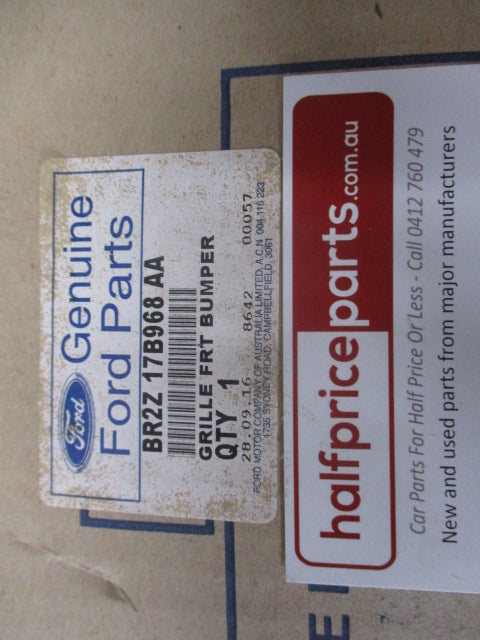 Ford
Genuine
Ford Parts
BR2Z 17B968 AA
GRILLE FRT BUMPER
QTY 1
28.09.16 8642 00057
FORD MOTOR COMPANY OF AUSTRALIA LIMITED, A.C.N. 004 116 223
1735 SYDNEY ROAD, CAMPBELLFIELD, 3061
halfpriceparts.com.au
Car Parts For Half Price Or Less - Call 0412 760 479
New and used parts from major manufacturers